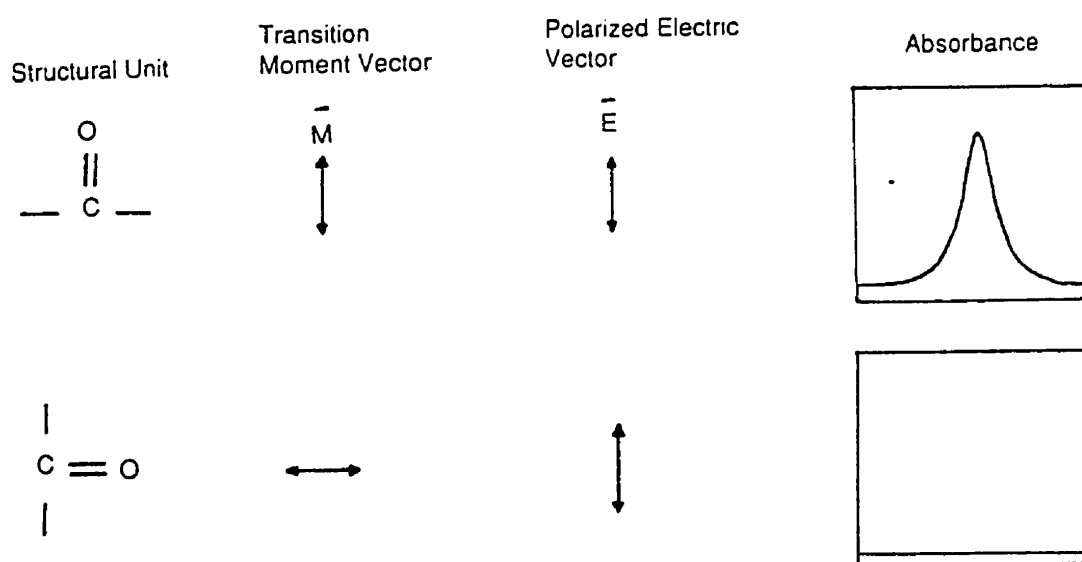 Structural Unit
Transition
Moment Vector
Polarized Electric
Vector
Absorbance
O
C
M
E
C O